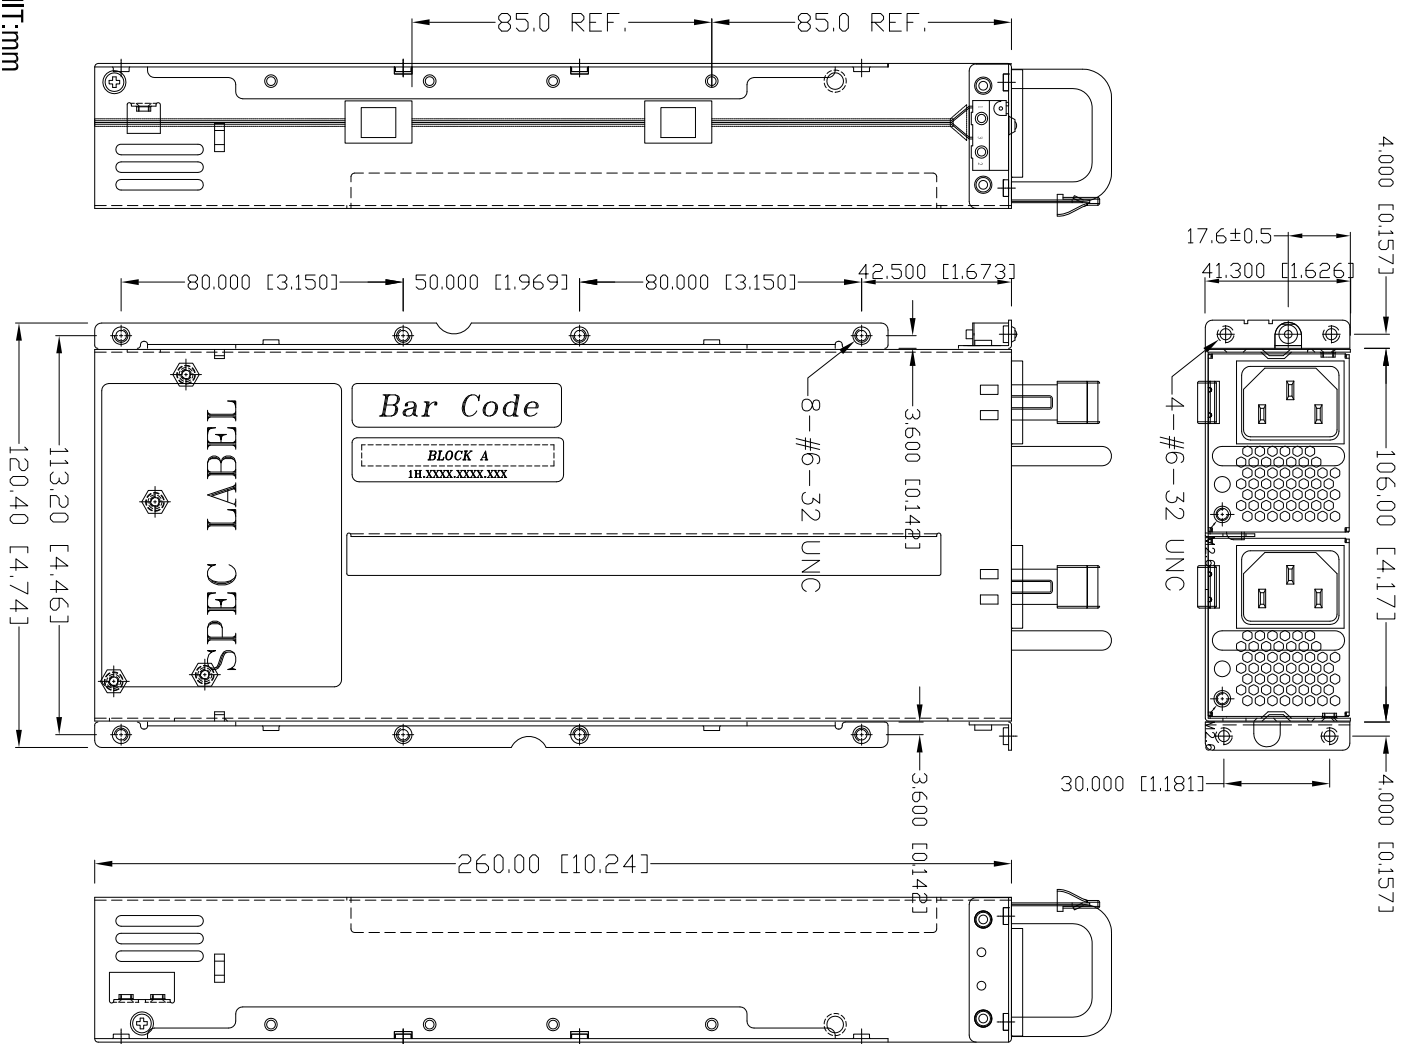 85.0 REF.
85.0 REF.
IIT:mm
4.000 [0.157]
17.6±0.5
41.300 [1.626]
80.000 [3.150]
50.000 [1.969]
80.000 [3.150]
42.500 [1.673]
Bar Code
BLOCK A
1H.XXXX.XXXX.XXX
SPEC LABEL
8-#6-32 UNC
3.600 [0.142]
4-#6-32 UNC
106.00 [4.17]
113.20 [4.46]
120.40 [4.74]
M2.6
30.000 [1.181]
3.600 [0.142]
4.000 [0.157]
260.00 [10.24]